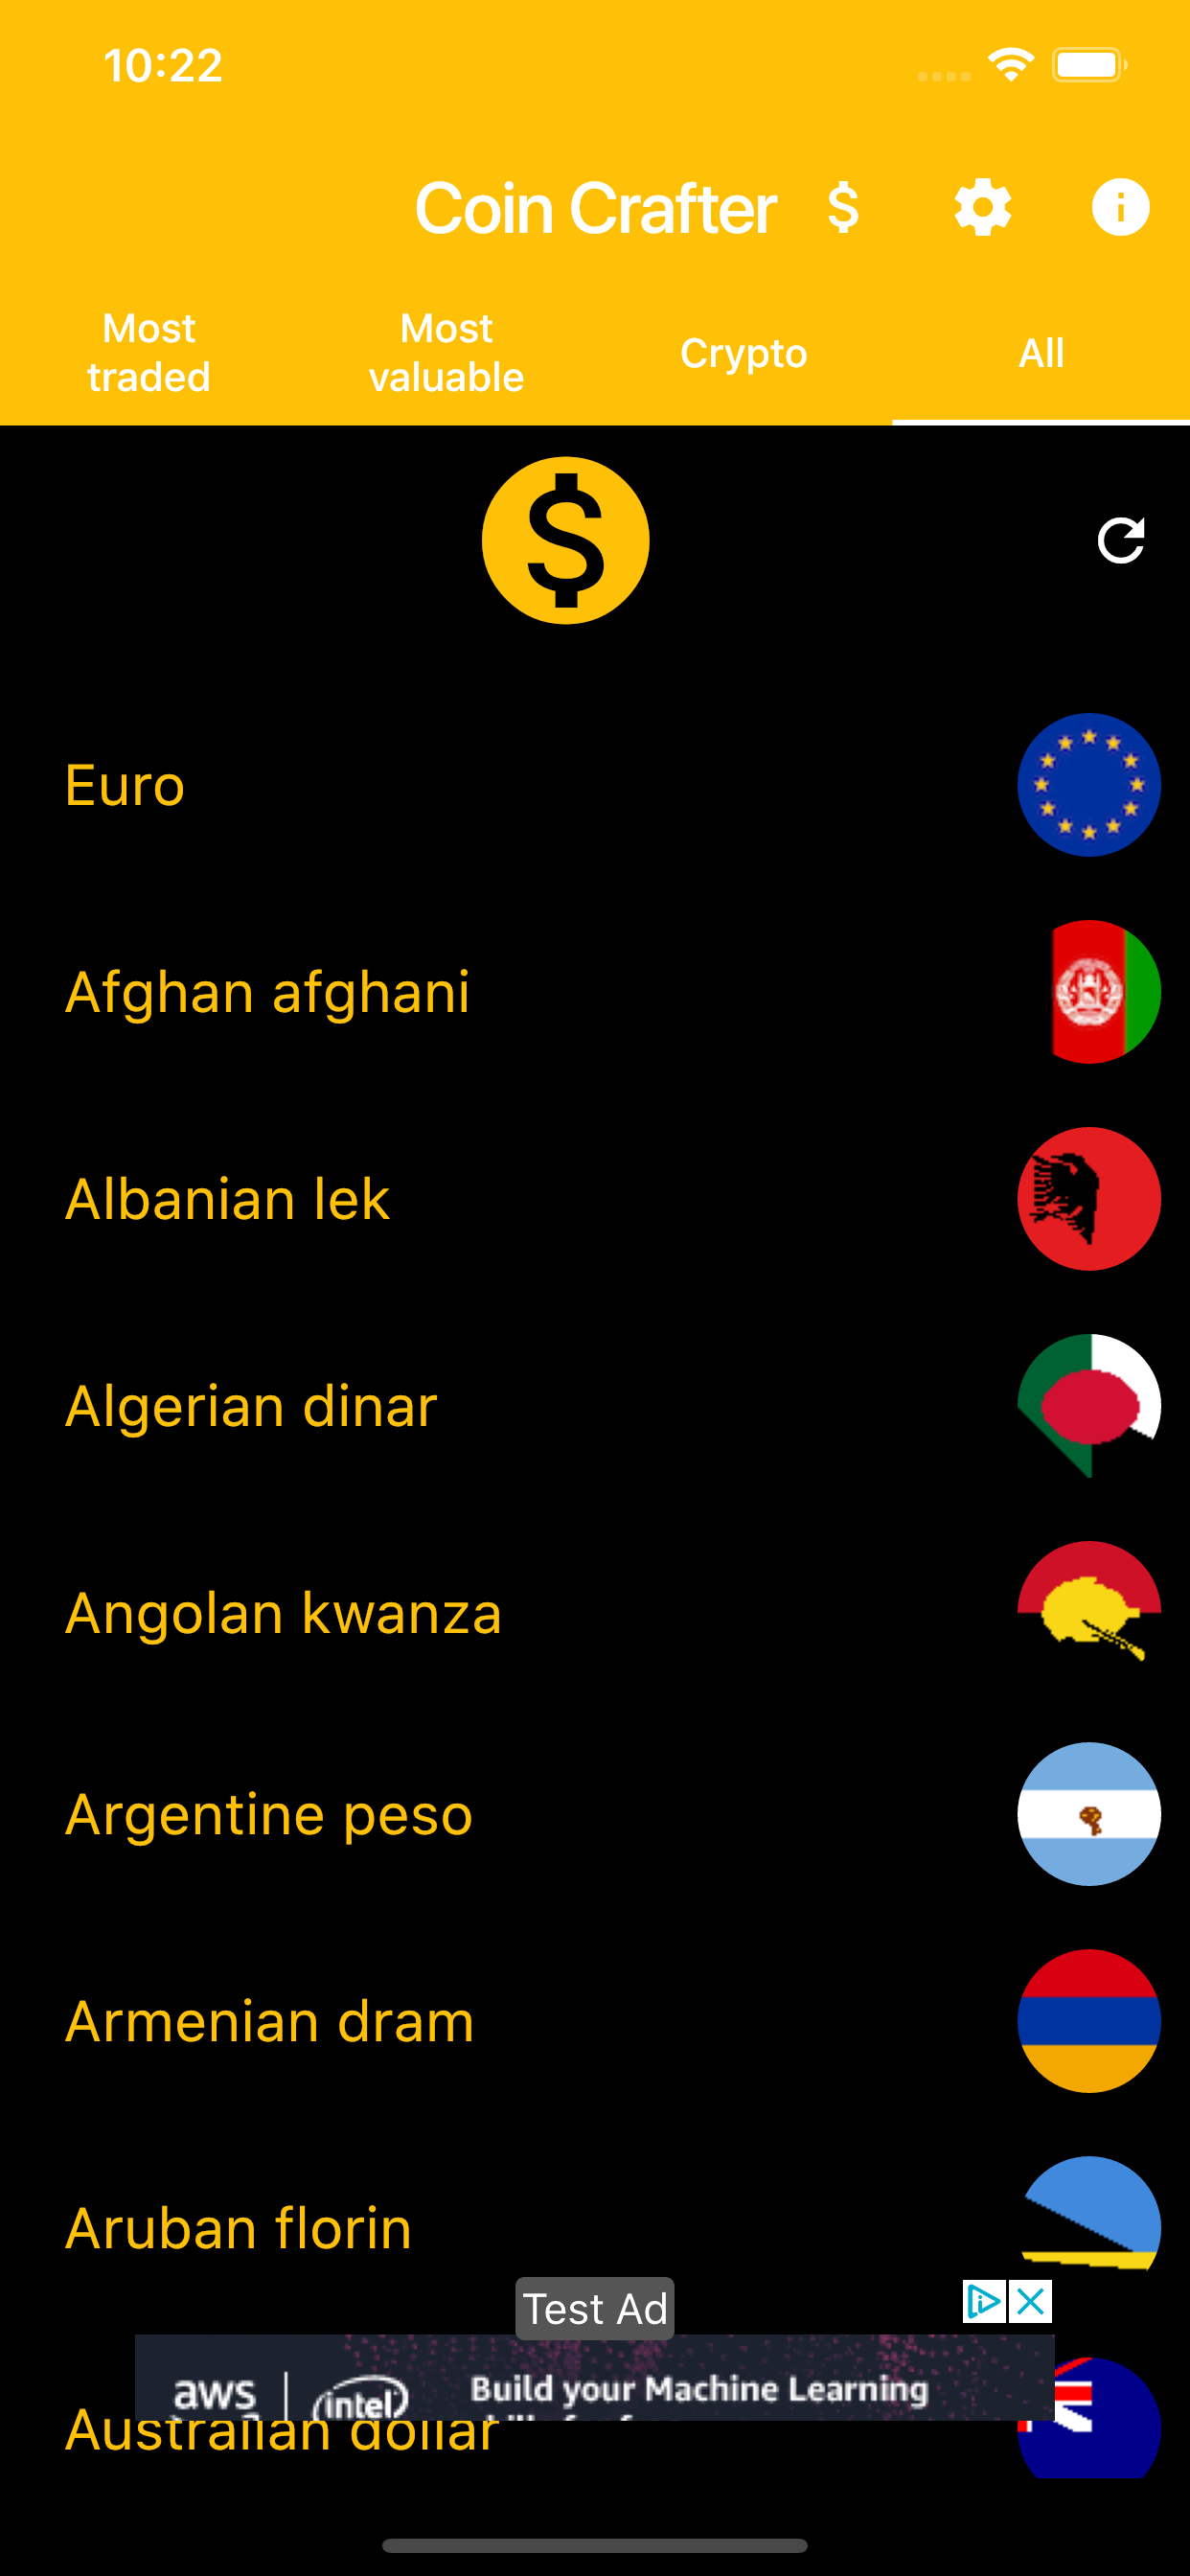 10:22
Coin Crafter $
Most traded
Most valuable
Crypto
All
$
Euro
Afghan afghani
Albanian lek
Algerian dinar
Angolan kwanza
Argentine peso
Armenian dram
Aruban florin
Test Ad
aws
intel
Build your Machine Learning
Australian dollar